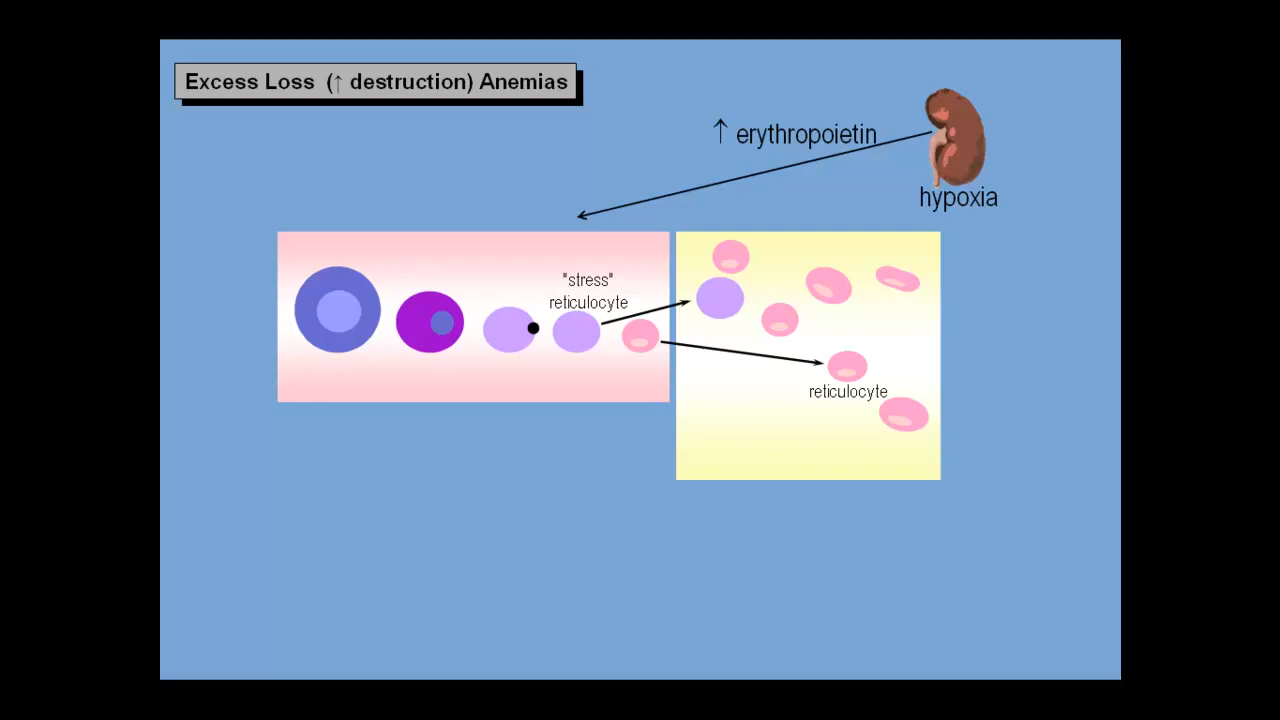 Excess Loss (↑ destruction) Anemias
↑ erythropoietin
hypoxia
"stress"
reticulocyte
reticulocyte